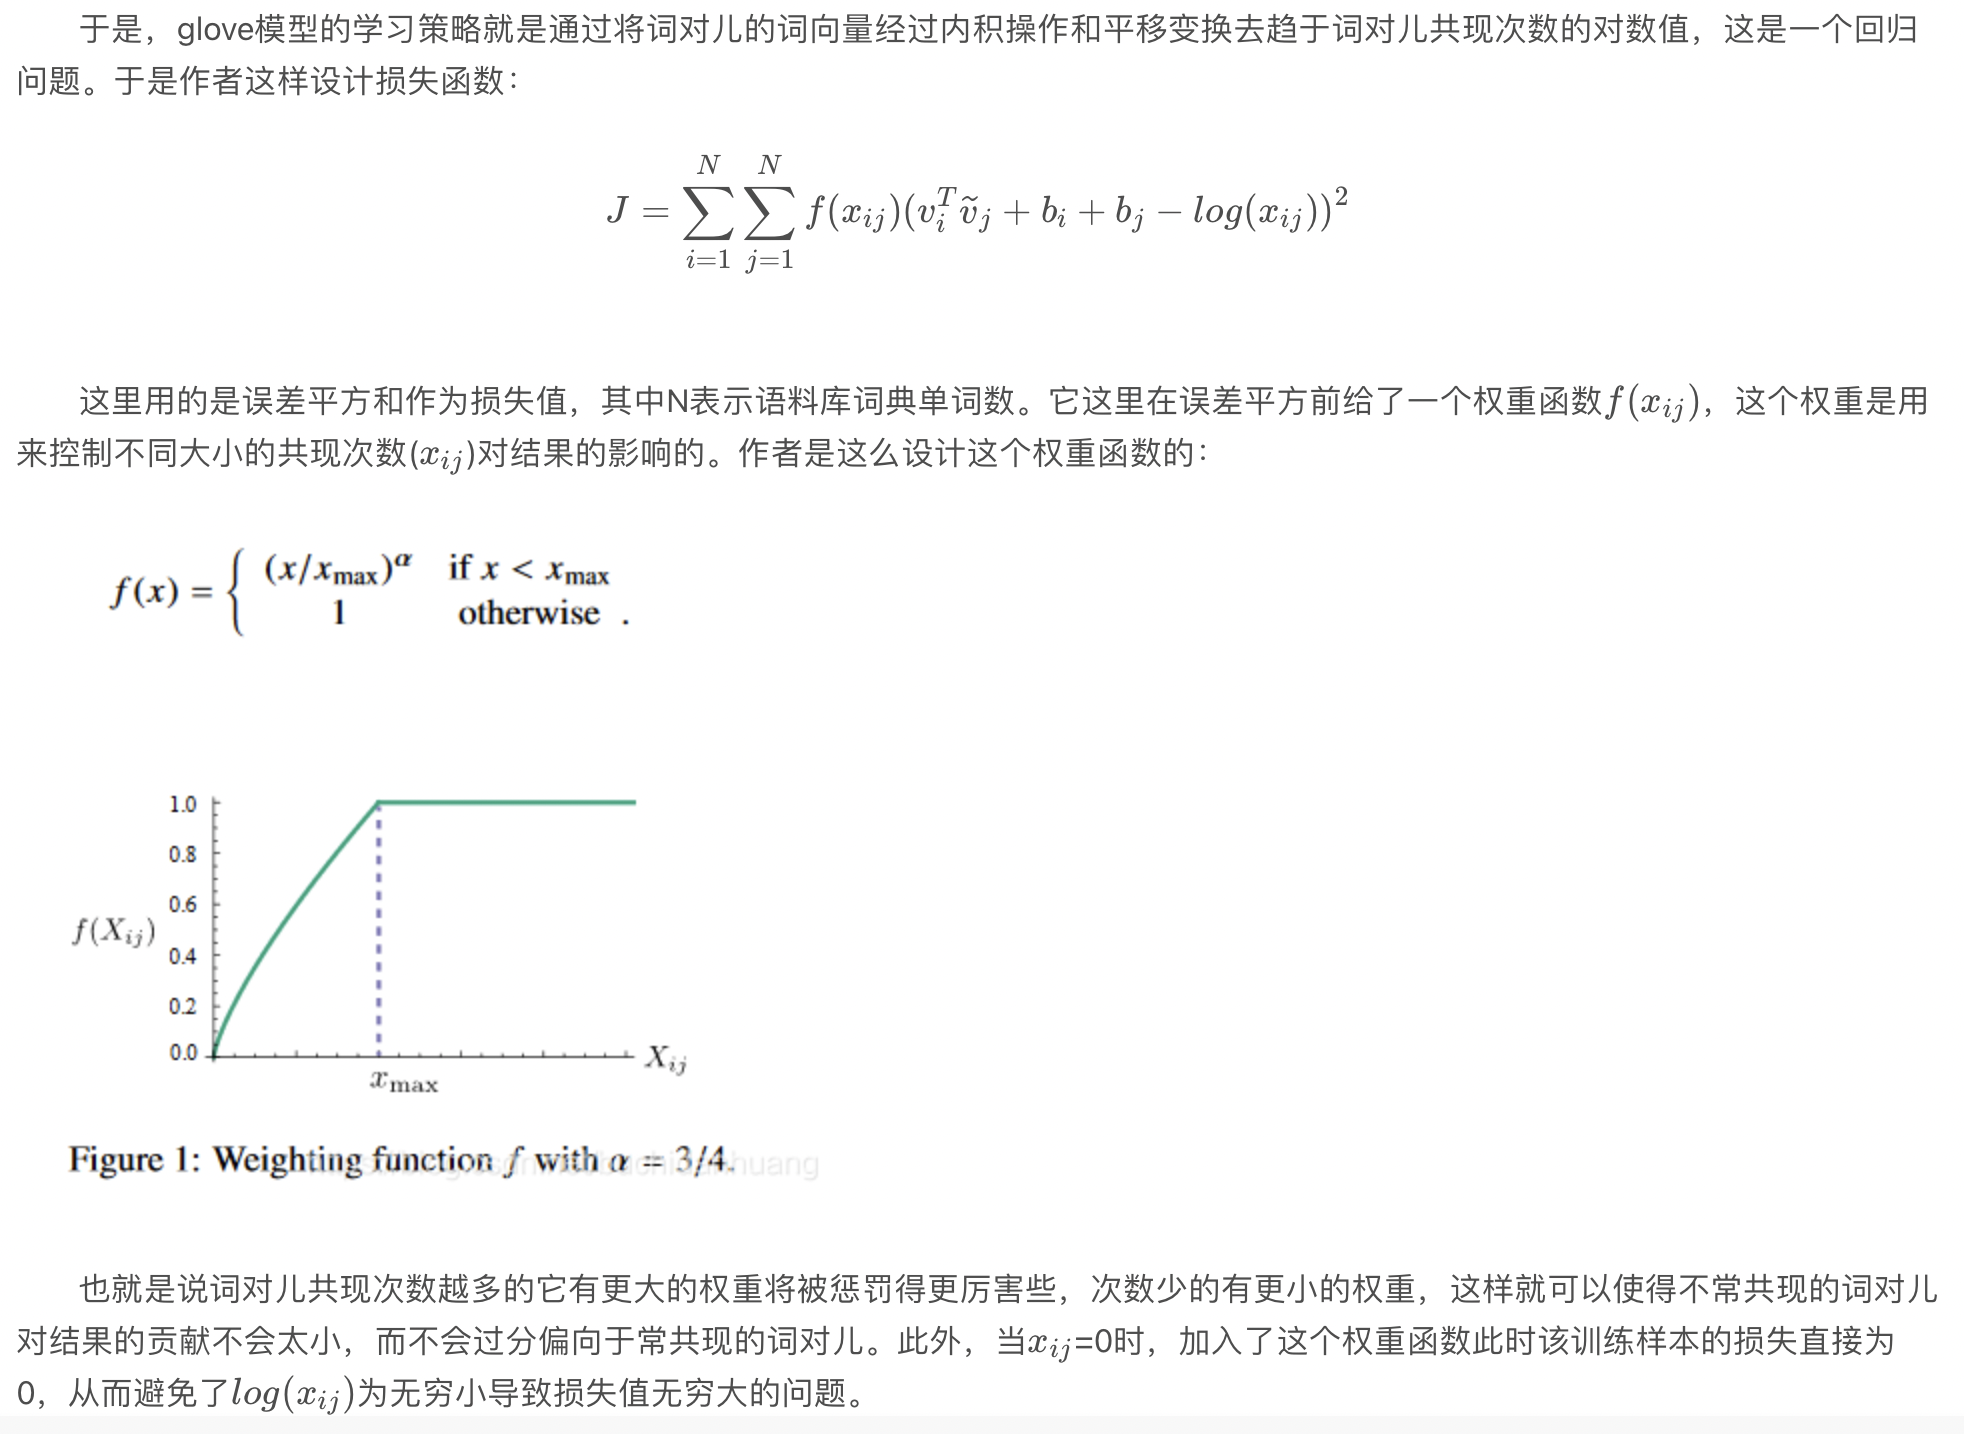 于是，glove模型的学习策略就是通过将词对儿的词向量经过内积操作和平移变换去趋于词对儿共现次数的对数值，这是一个回归
问题。于是作者这样设计损失函数：
J = \sum_{i=1}^{N} \sum_{j=1}^{N} f(x_{ij})(v_i^T \tilde{v}_j + b_i + b_j - log(x_{ij}))^2
这里用的是误差平方和作为损失值，其中N表示语料库词典单词数。它这里在误差平方前给了一个权重函数f(x_{ij})，这个权重是用
来控制不同大小的共现次数(x_{ij})对结果的影响的。作者是这么设计这个权重函数的：
f(x) = { (x/x_{max})^α if x < x_{max}
1 otherwise .
1.0
0.8
0.6
f(X_{ij})
0.4
0.2
0.0
X_{ij}
x_{max}
Figure 1: Weighting function f with α = 3/4.
也就是说词对儿共现次数越多的它有更大的权重将被惩罚得更厉害些，次数少的有更小的权重，这样就可以使得不常共现的词对儿
对结果的贡献不会太小，而不会过分偏向于常共现的词对儿。此外，当x_{ij}=0时，加入了这个权重函数此时该训练样本的损失直接为
0，从而避免了log(x_{ij})为无穷小导致损失值无穷大的问题。